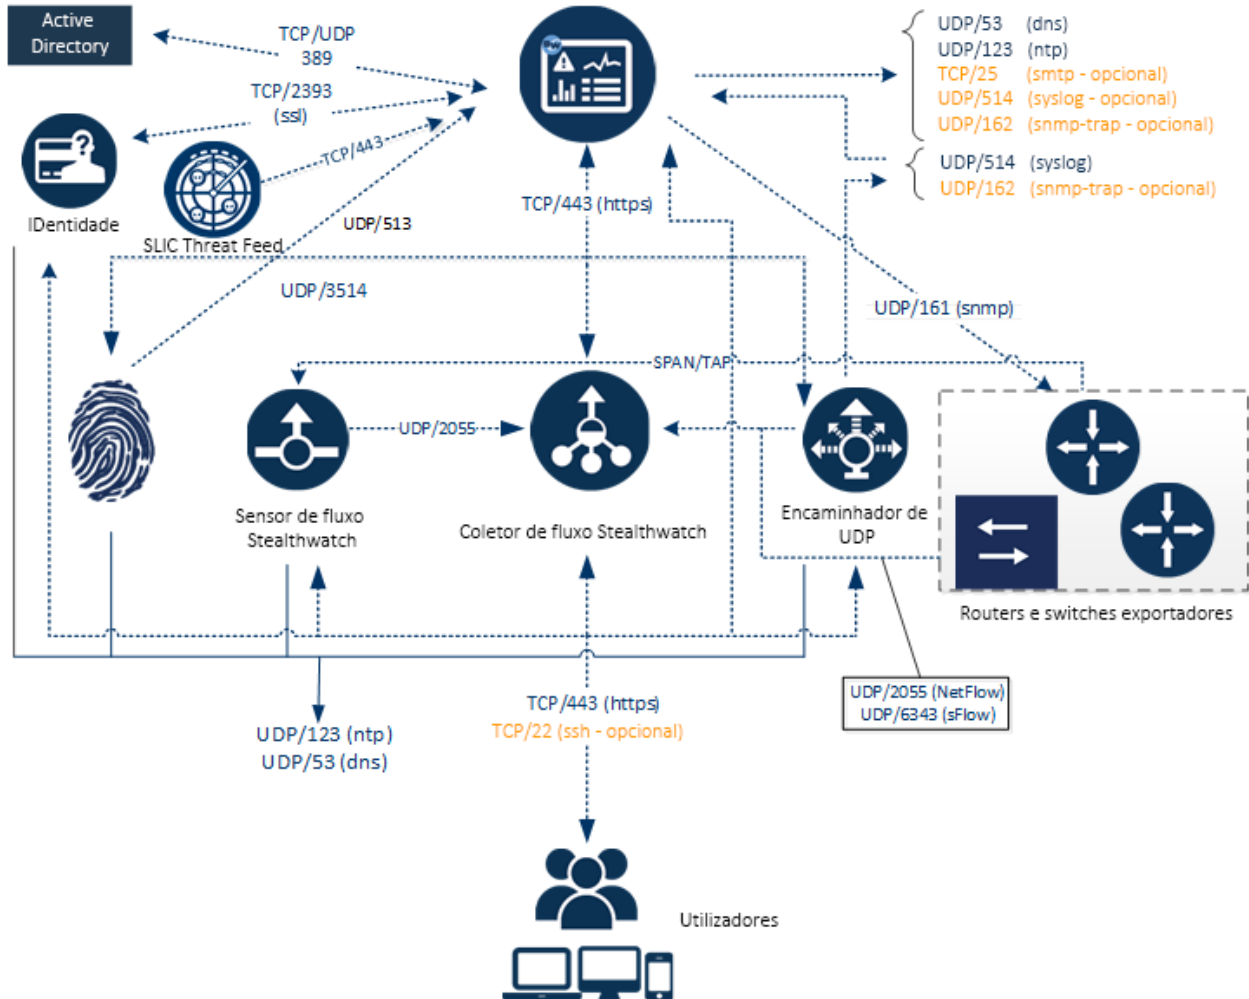 Active
Directory
TCP/UDP
389
TCP/2393
(ssl)
TCP/443
IDentidade
SLIC Threat Feed
UDP/513
UDP/3514
Pw
TCP/443 (https)
UDP/53 (dns)
UDP/123 (ntp)
TCP/25 (smtp - opcional)
UDP/514 (syslog - opcional)
UDP/162 (snmp-trap - opcional)
UDP/514 (syslog)
UDP/162 (snmp-trap - opcional)
UDP/161 (snmp)
SPAN/TAP
UDP/2055
Sensor de fluxo
Stealthwatch
Coletor de fluxo Stealthwatch
Encaminhador de
UDP
Routers e switches exportadores
UDP/2055 (NetFlow)
UDP/6343 (sFlow)
UDP/123 (ntp)
UDP/53 (dns)
TCP/443 (https)
TCP/22 (ssh - opcional)
Utilizadores